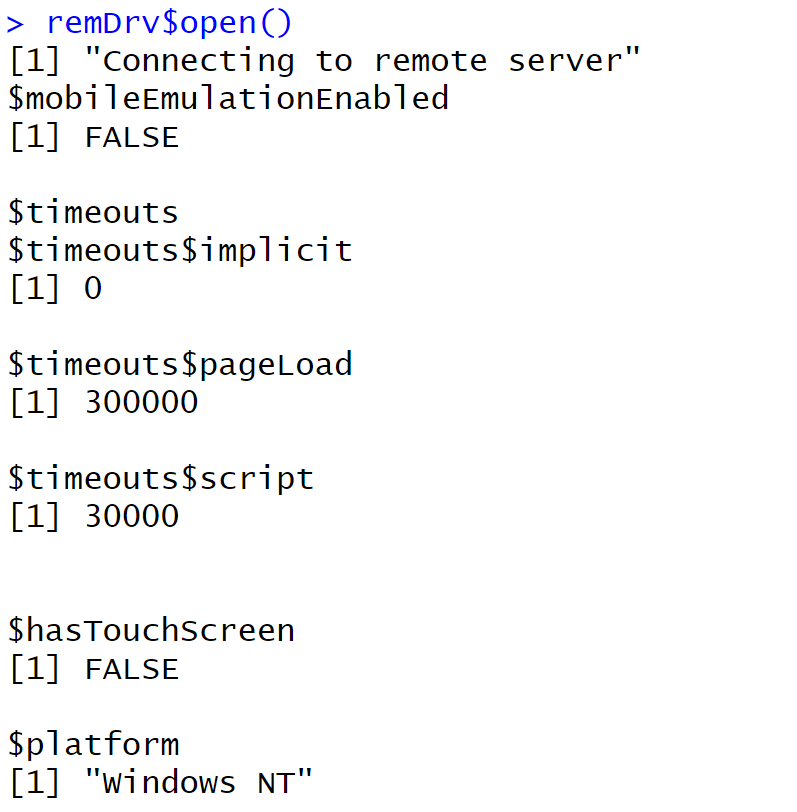 > remDrv$open()
[1] "Connecting to remote server"
$mobileEmulationEnabled
[1] FALSE
$timeouts
$timeouts$implicit
[1] 0
$timeouts$pageLoad
[1] 300000
$timeouts$script
[1] 30000
$hasTouchScreen
[1] FALSE
$platform
[1] "Windows NT"